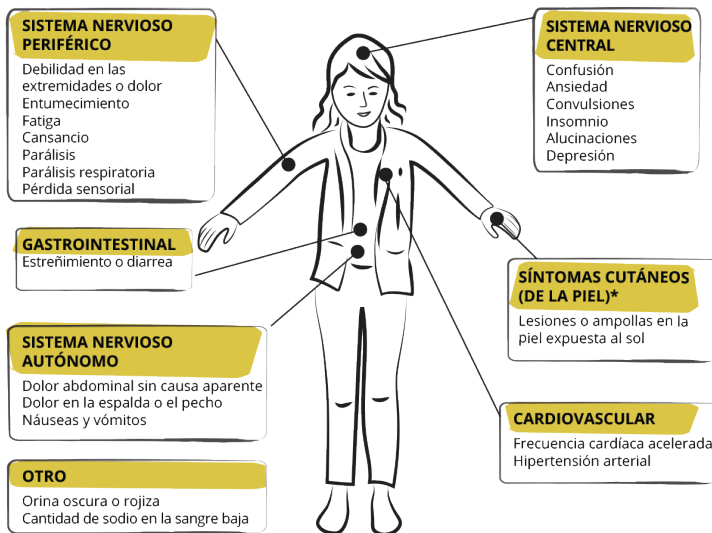 SISTEMA NERVIOSO
PERIFÉRICO
Debilidad en las
extremidades o dolor
Entumecimiento
Fatiga
Cansancio
Parálisis
Parálisis respiratoria
Pérdida sensorial
GASTROINTESTINAL
Estreñimiento o diarrea
SISTEMA NERVIOSO
AUTÓNOMO
Dolor abdominal sin causa aparente
Dolor en la espalda o el pecho
Náuseas y vómitos
OTRO
Orina oscura o rojiza
Cantidad de sodio en la sangre baja
SISTEMA NERVIOSO
CENTRAL
Confusión
Ansiedad
Convulsiones
Insomnio
Alucinaciones
Depresión
SÍNTOMAS CUTÁNEOS
(DE LA PIEL)*
Lesiones o ampollas en la
piel expuesta al sol
CARDIOVASCULAR
Frecuencia cardíaca acelerada
Hipertensión arterial